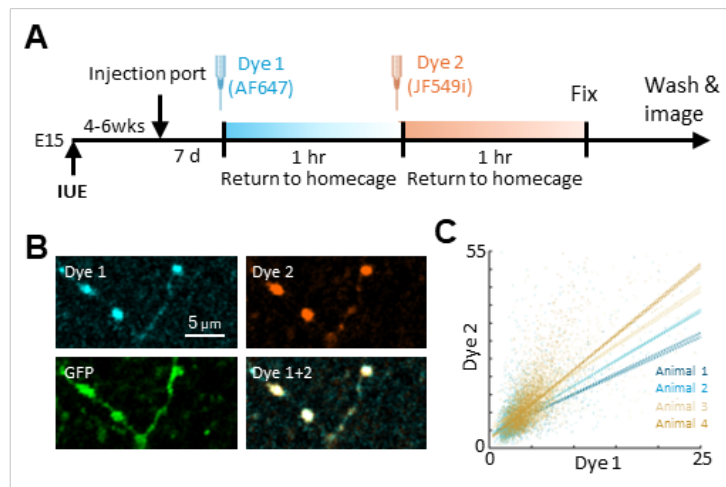 A
Injection port
Dye 1
(AF647)
Dye 2
(JF549i)
Fix
Wash &
image
E15
4-6wks
7 d
1 hr
1 hr
Return to homecage
Return to homecage
IUE
B
Dye 1
Dye 2
5 µm
GFP
Dye 1+2
C
55
Dye 2
Animal 1
Animal 2
Animal 3
Animal 4
0
0
Dye 1
25